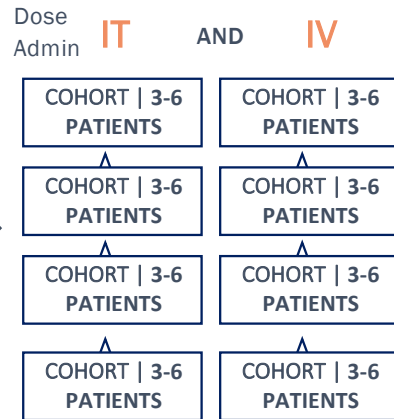 Dose
Admin IT AND IV
COHORT | 3-6
PATIENTS
COHORT | 3-6
PATIENTS
COHORT | 3-6
PATIENTS
COHORT | 3-6
PATIENTS
COHORT | 3-6
PATIENTS
COHORT | 3-6
PATIENTS
COHORT | 3-6
PATIENTS
COHORT | 3-6
PATIENTS